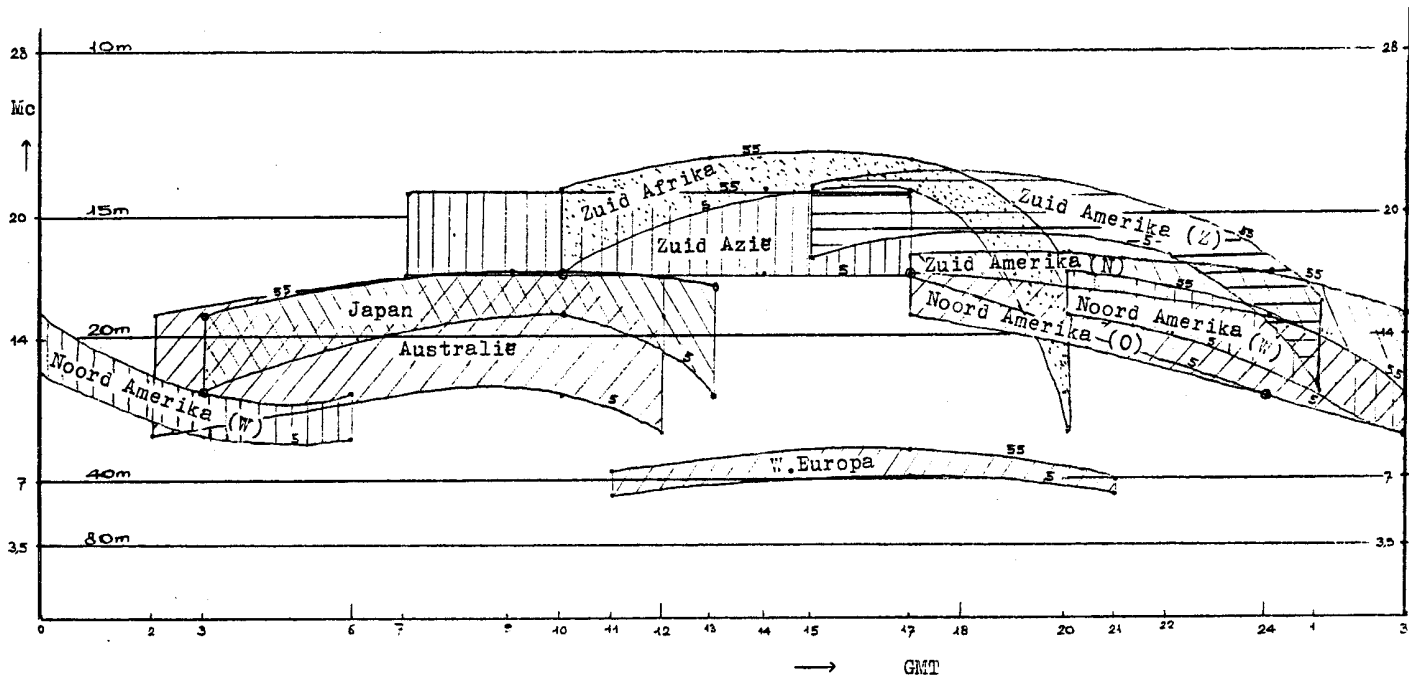 28
10m
28
Mc
55
55
Zuid Afrika
55
20
15m
5
Zuid Amerika (Z)
20
55
Zuid Azie
5
5
Zuid Amerika (N)
55
55
55
Japan
Noord Amerika (W)
20m
Noord Amerika (O)
14
14
Australie
5
5
5
Noord Amerika (W)
55
5
5
5
5
5
W.Europa
55
7
40m
5
7
3,5
80m
3,5
0 2 3 6 7 9 10 11 12 13 14 15 17 18 20 21 22 24 1 3
GMT